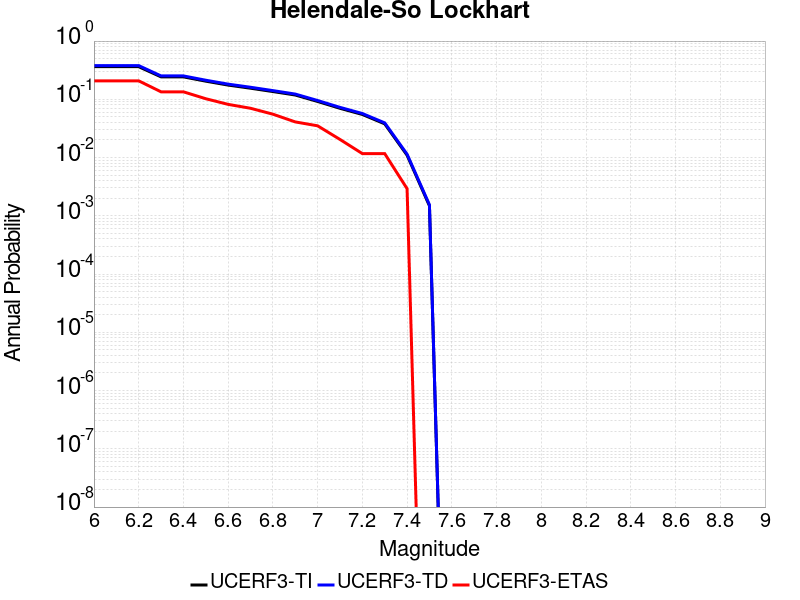 Helendale-So Lockhart
10^0
10^-1
10^-2
10^-3
10^-4
10^-5
10^-6
10^-7
10^-8
Annual Probability
6 6.2 6.4 6.6 6.8 7 7.2 7.4 7.6 7.8 8 8.2 8.4 8.6 8.8 9
Magnitude
UCERF3-TI UCERF3-TD UCERF3-ETAS